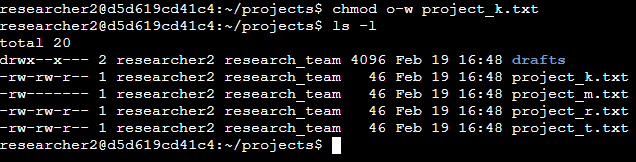 researcher2@d5d619cd41c4:~/projects$ chmod o-w project_k.txt
researcher2@d5d619cd41c4:~/projects$ ls -l
total 20
drwx--x--- 2 researcher2 research_team 4096 Feb 19 16:48 drafts
-rw-rw-r-- 1 researcher2 research_team   46 Feb 19 16:48 project_k.txt
-rw------- 1 researcher2 research_team   46 Feb 19 16:48 project_m.txt
-rw-rw-r-- 1 researcher2 research_team   46 Feb 19 16:48 project_r.txt
-rw-rw-r-- 1 researcher2 research_team   46 Feb 19 16:48 project_t.txt
researcher2@d5d619cd41c4:~/projects$